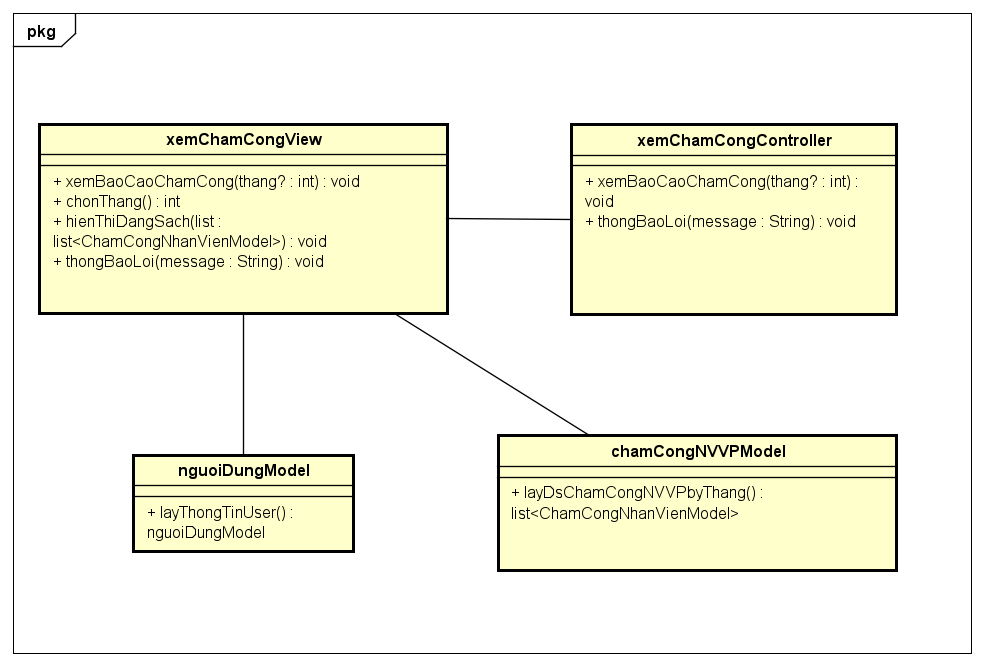 pkg
xemChamCongView
+ xemBaoCaoChamCong(thang? : int) : void
+ chonThang() : int
+ hienThiDangSach(list :
list<ChamCongNhanVienModel>) : void
+ thongBaoLoi(message : String) : void
xemChamCongController
+ xemBaoCaoChamCong(thang? : int) :
void
+ thongBaoLoi(message : String) : void
nguoiDungModel
+ layThongTinUser() :
nguoiDungModel
chamCongNVVPModel
+ layDsChamCongNVVPbyThang() :
list<ChamCongNhanVienModel>